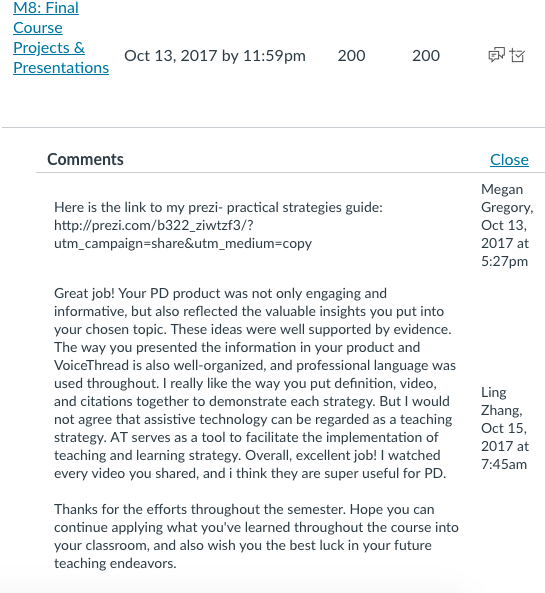 M8: Final
Course
Projects &
Presentations
Oct 13, 2017 by 11:59pm 200 200
Comments
Close
Here is the link to my prezi- practical strategies guide:
http://prezi.com/b322_ziwtzf3/?
utm_campaign=share&utm_medium=copy
Megan
Gregory,
Oct 13,
2017 at
5:27pm
Great job! Your PD product was not only engaging and
informative, but also reflected the valuable insights you put into
your chosen topic. These ideas were well supported by evidence.
The way you presented the information in your product and
VoiceThread is also well-organized, and professional language was
used throughout. I really like the way you put definition, video,
and citations together to demonstrate each strategy. But I would
not agree that assistive technology can be regarded as a teaching
strategy. AT serves as a tool to facilitate the implementation of
teaching and learning strategy. Overall, excellent job! I watched
every video you shared, and i think they are super useful for PD.
Thanks for the efforts throughout the semester. Hope you can
continue applying what you've learned throughout the course into
your classroom, and also wish you the best luck in your future
teaching endeavors.
Ling
Zhang,
Oct 15,
2017 at
7:45am